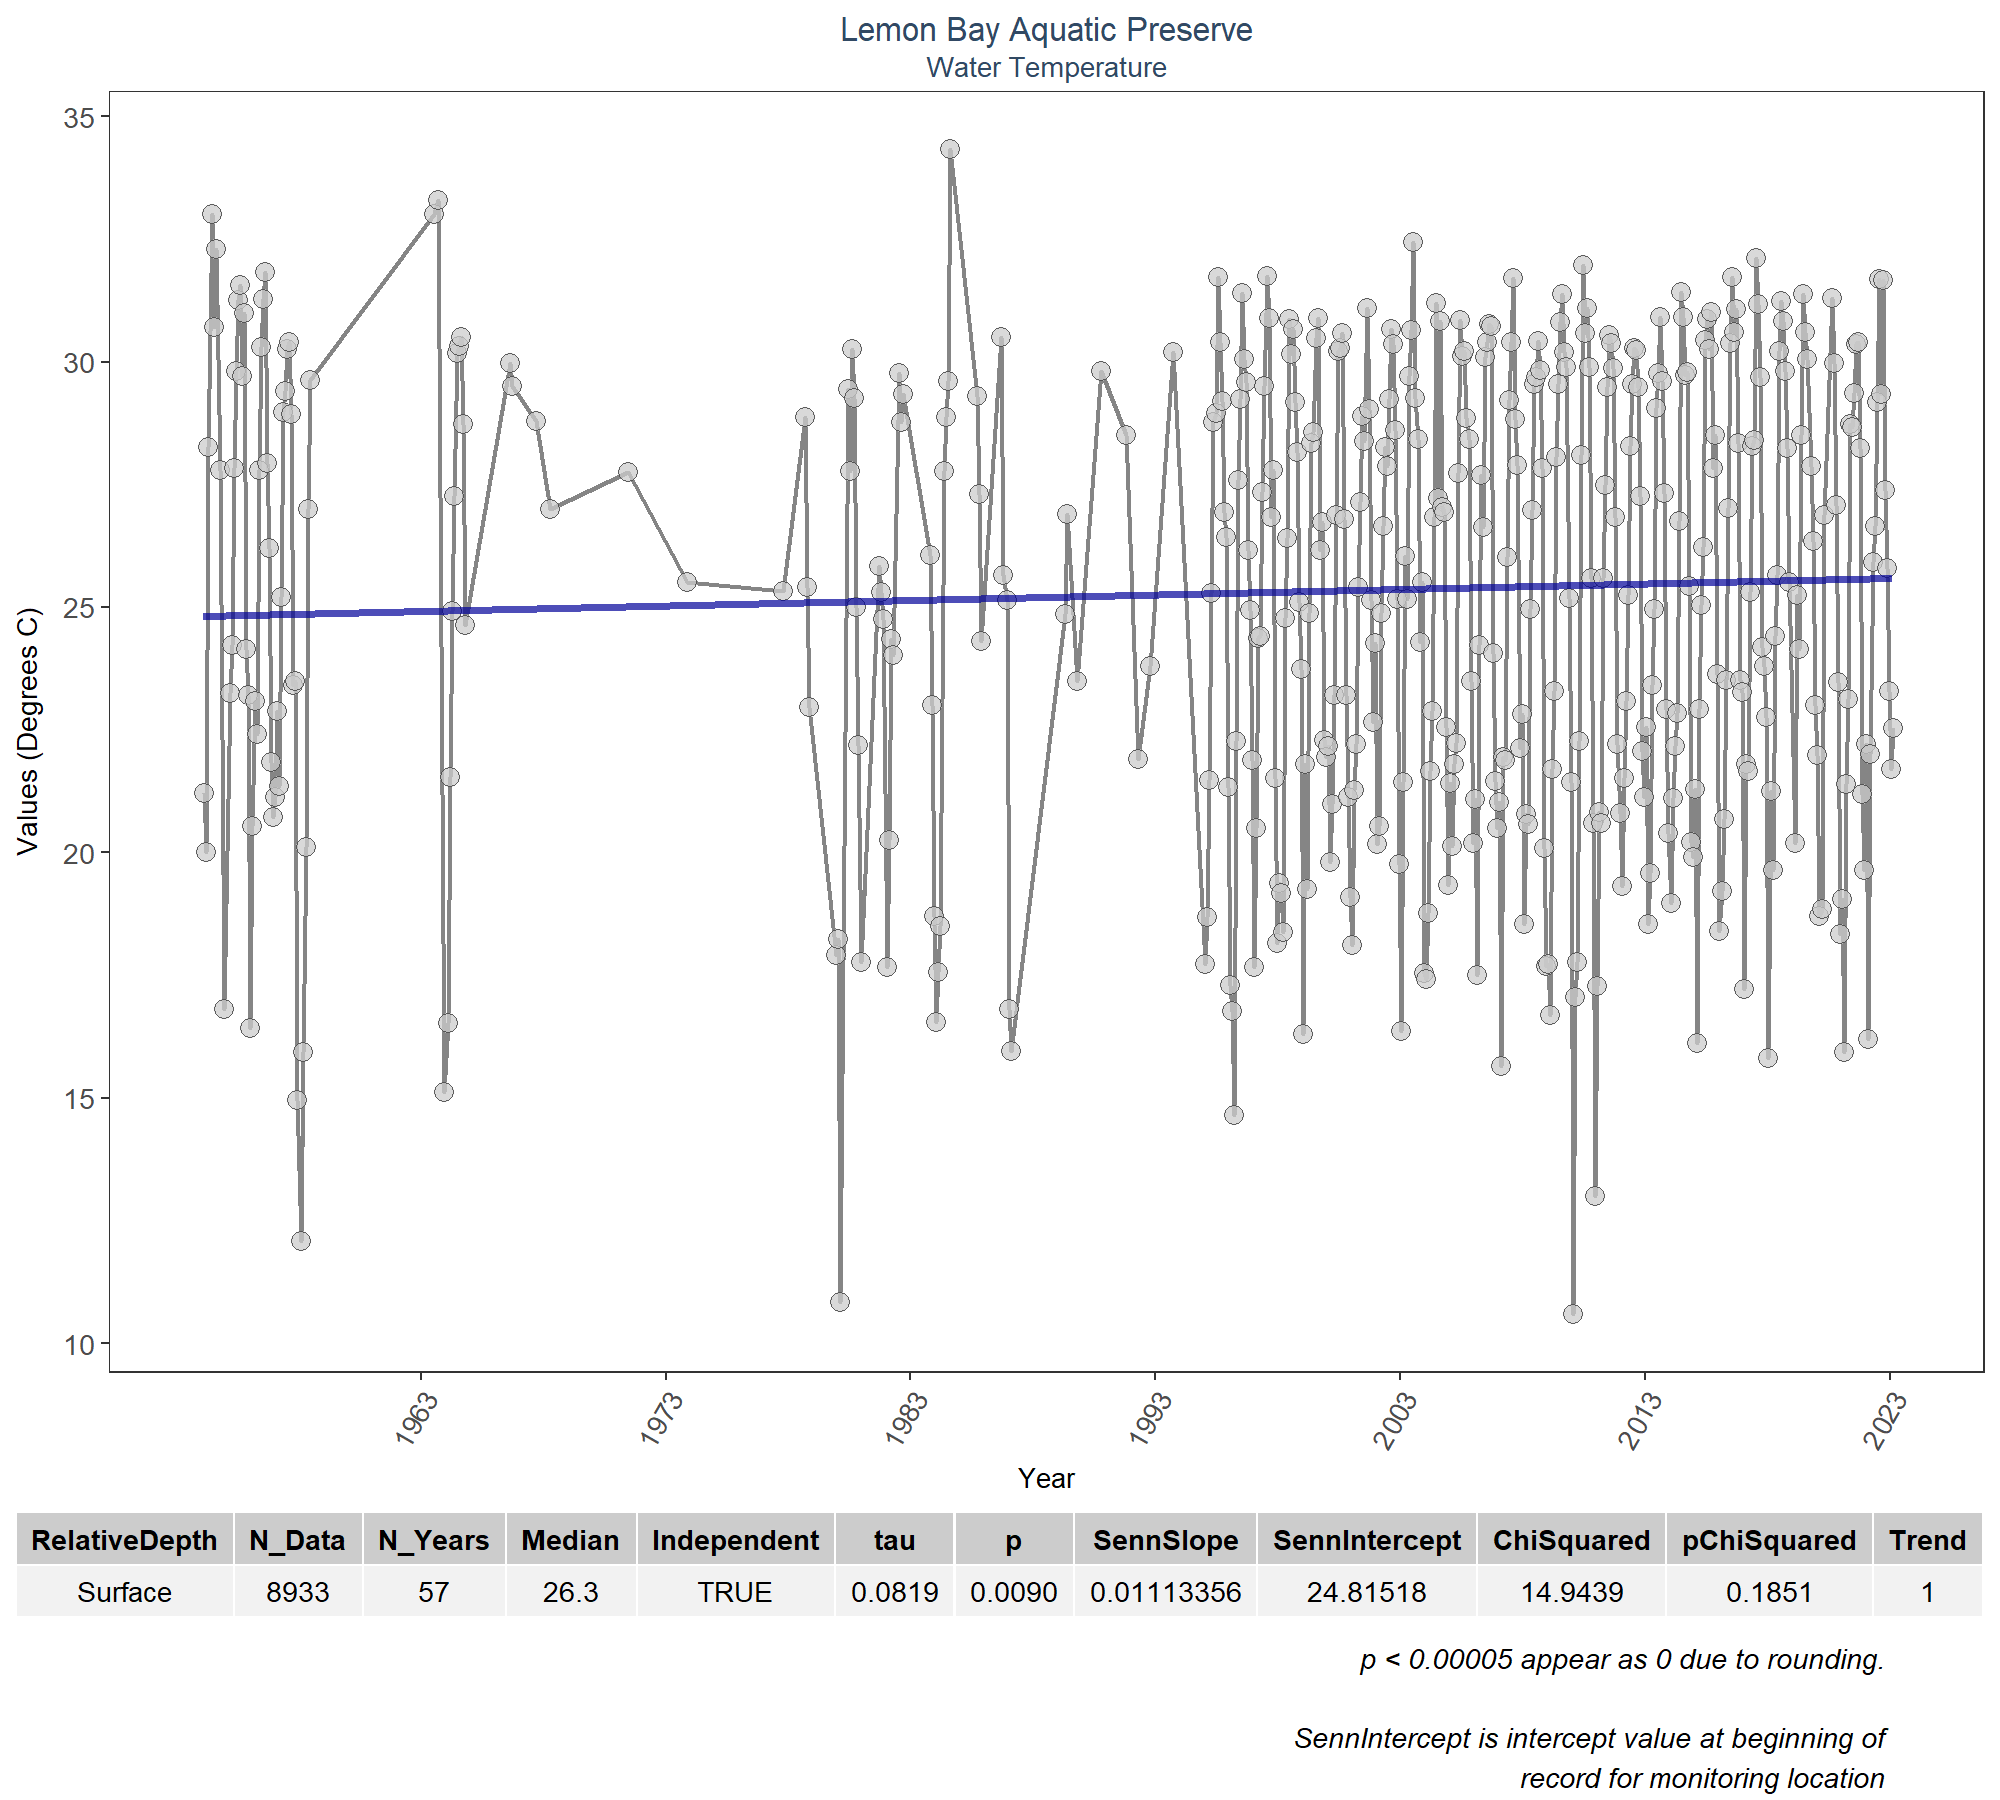 Lemon Bay Aquatic Preserve
Water Temperature
Values (Degrees C)
35
30
25
20
15
10
1963
1973
1983
1993
2003
2013
2023
Year
RelativeDepth N_Data N_Years Median Independent tau p SennSlope SennIntercept ChiSquared pChiSquared Trend
Surface 8933 57 26.3 TRUE 0.0819 0.0090 0.01113356 24.81518 14.9439 0.1851 1
p < 0.00005 appear as 0 due to rounding.
SennIntercept is intercept value at beginning of
record for monitoring location